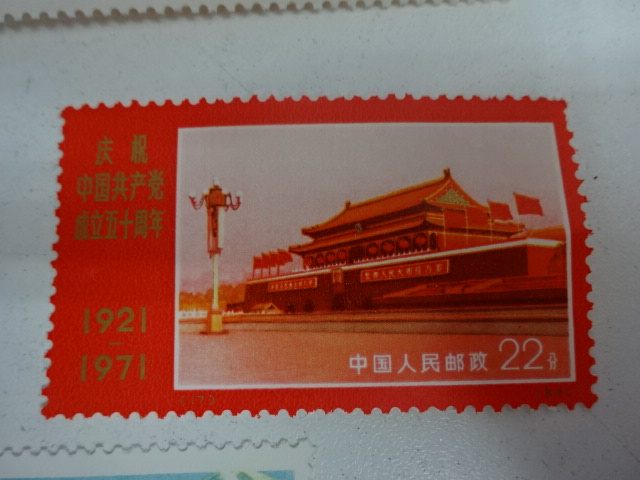 庆祝
中国共产党
成立五十周年
1921
—
1971
中国人民邮政 22分